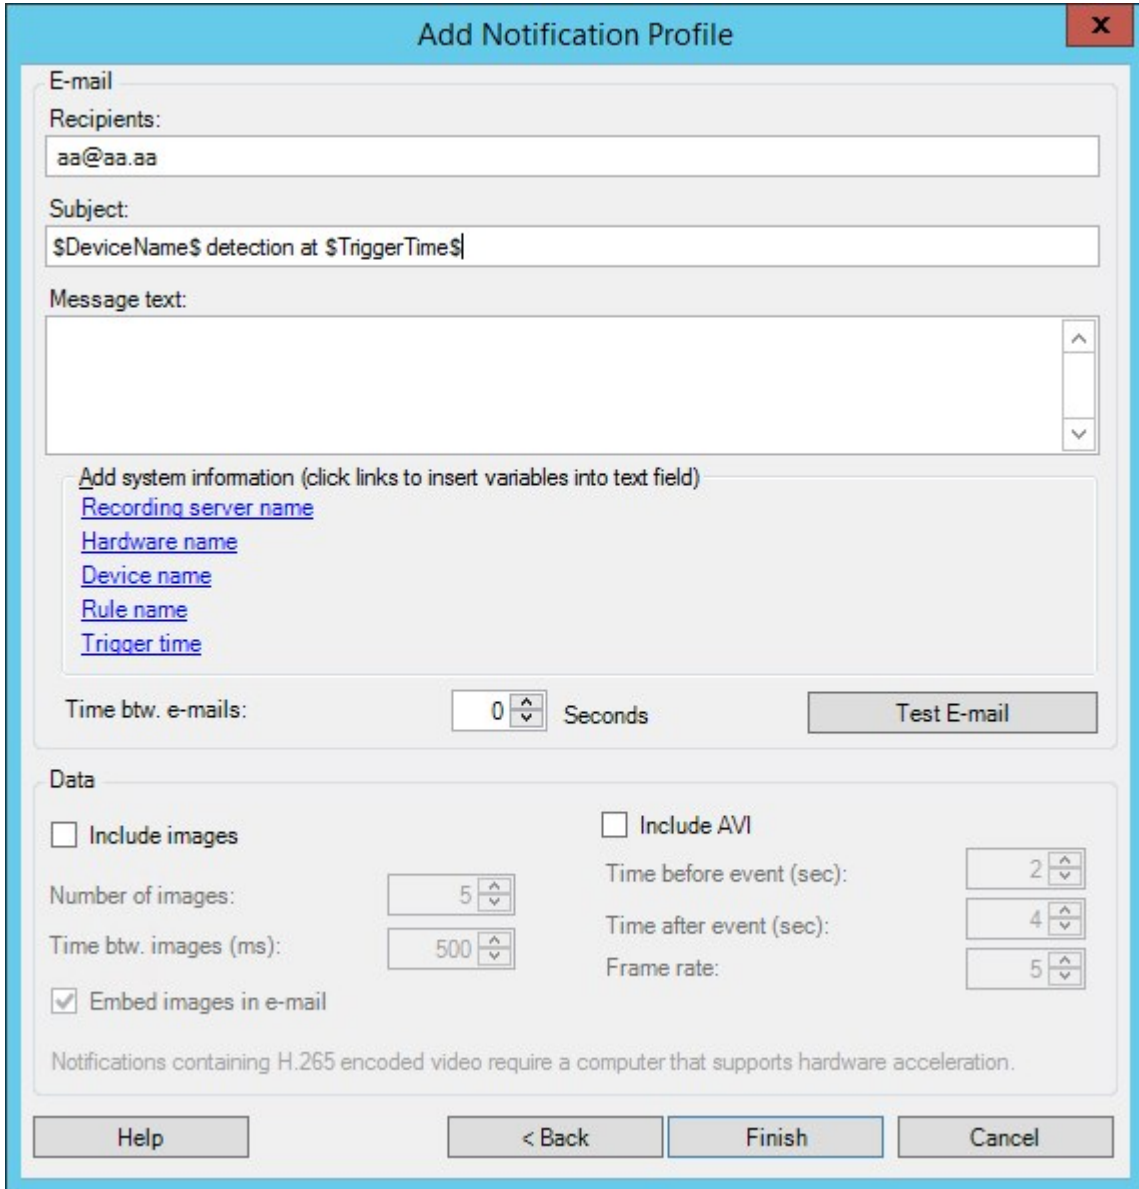 Add Notification Profile
x
E-mail
Recipients:
aa@aa.aa
Subject:
$DeviceName$ detection at $TriggerTime$
Message text:
Add system information (click links to insert variables into text field)
Recording server name
Hardware name
Device name
Rule name
Trigger time
Time btw. e-mails: 0 Seconds Test E-mail
Data
Include images
Number of images: 5
Time btw. images (ms): 500
Embed images in e-mail
Include AVI
Time before event (sec): 2
Time after event (sec): 4
Frame rate: 5
Notifications containing H.265 encoded video require a computer that supports hardware acceleration.
Help < Back Finish Cancel